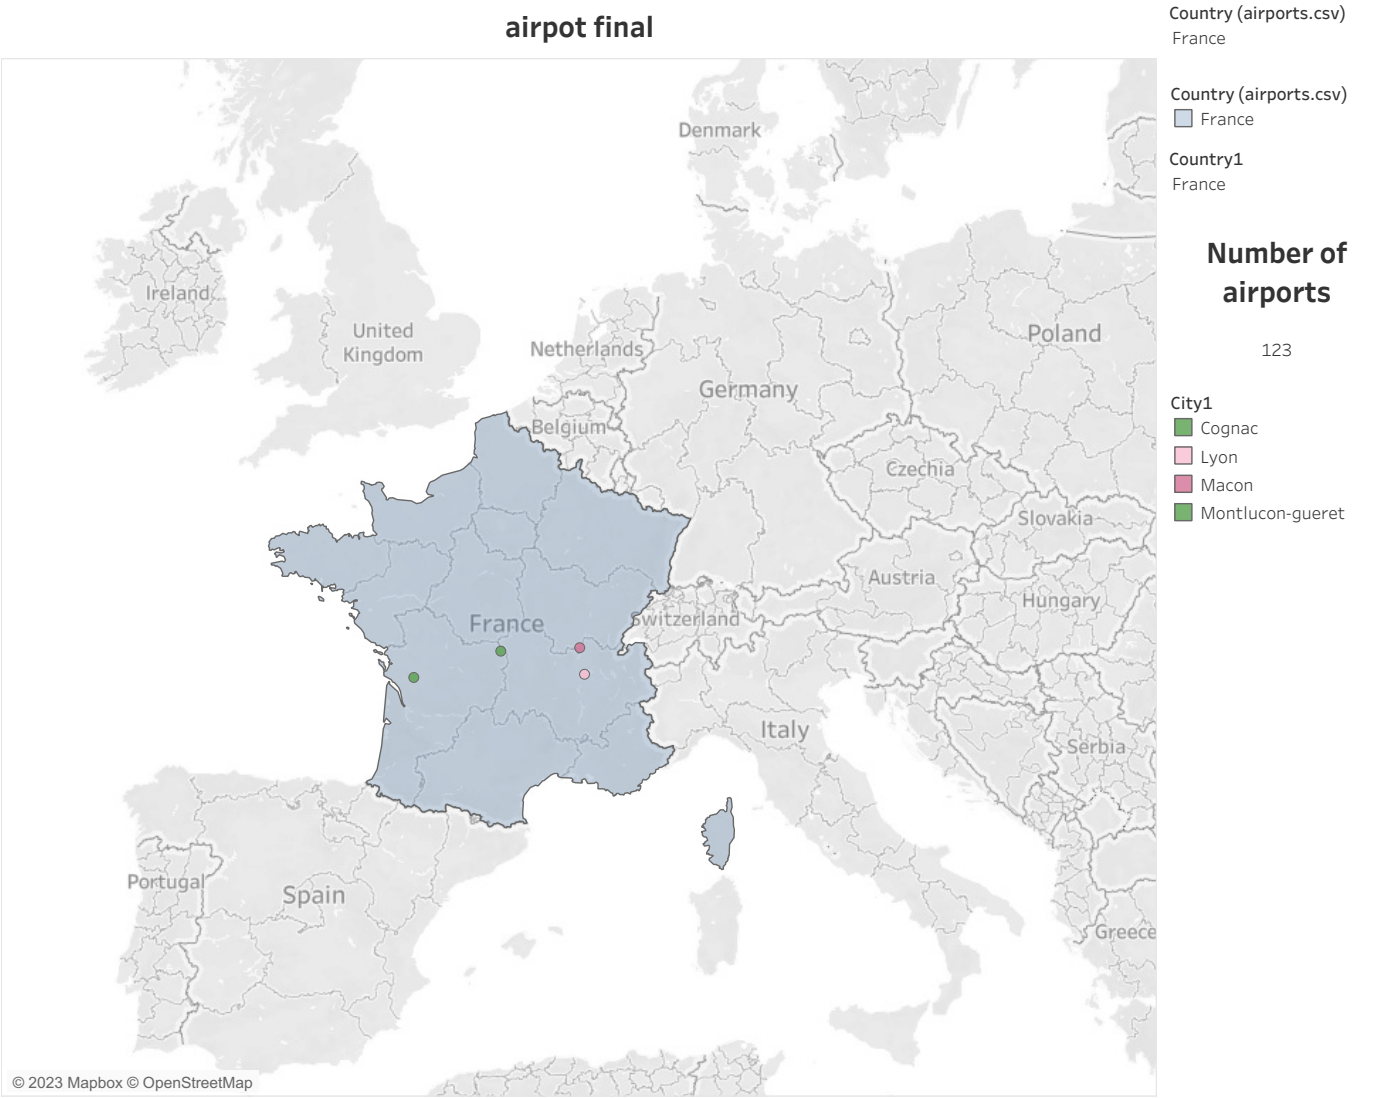 airpot final
Denmark
Ireland
United
Kingdom
Netherlands
Poland
Germany
Belgium
Czechia
Slovakia
Austria
Hungary
France
Switzerland
Italy
Serbia
Portugal
Spain
Greece
© 2023 Mapbox © OpenStreetMap
Country (airports.csv)
France
Country (airports.csv)
France
Country1
France
Number of
airports
123
City1
Cognac
Lyon
Macon
Montlucon-gueret